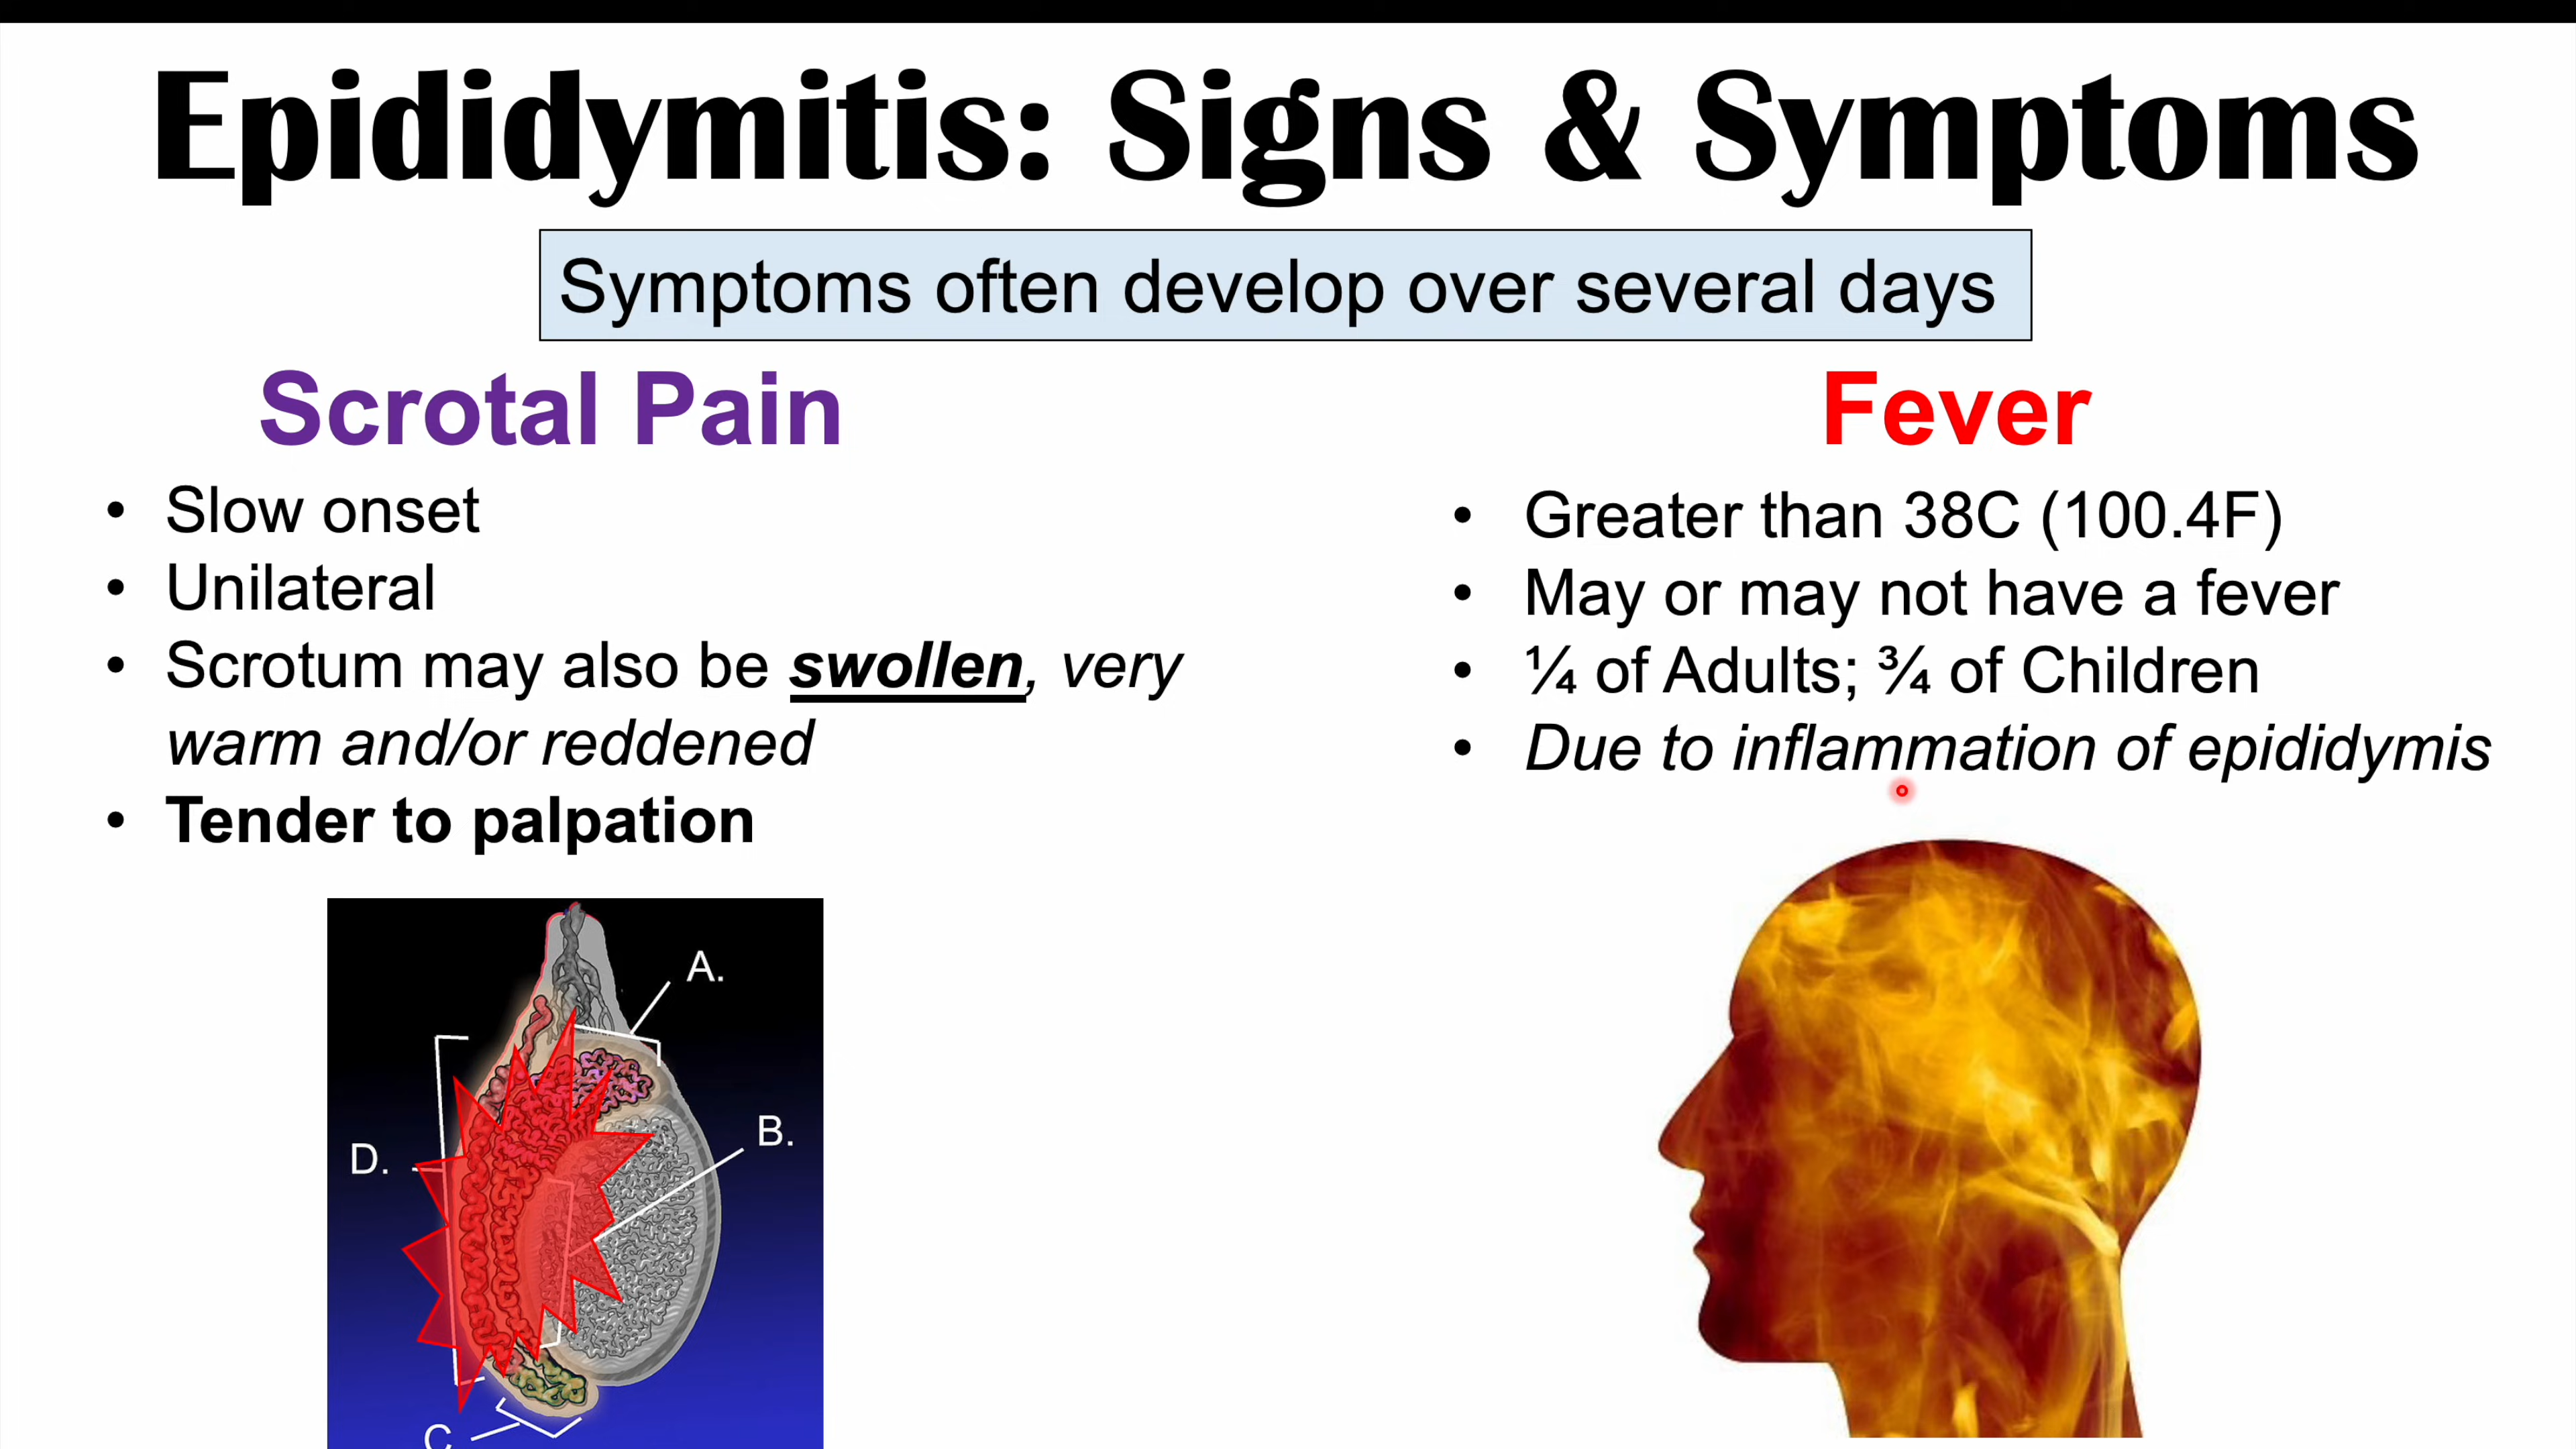 Epididymitis: Signs & Symptoms
Symptoms often develop over several days
Scrotal Pain
• Slow onset
• Unilateral
• Scrotum may also be swollen, very
warm and/or reddened
• Tender to palpation
A.
B.
D.
C
Fever
• Greater than 38C (100.4F)
• May or may not have a fever
• ¼ of Adults; ¾ of Children
• Due to inflammation of epididymis